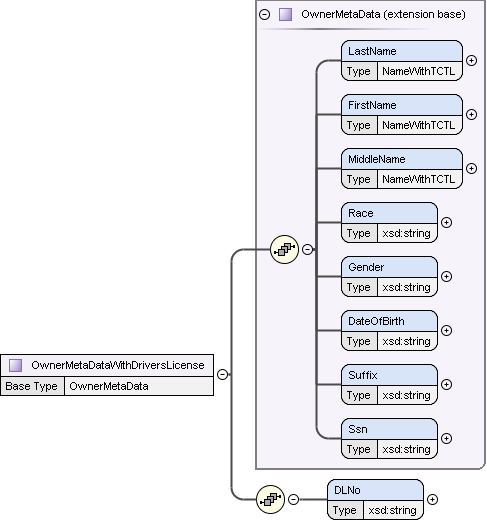 OwnerMetaData (extension base)
LastName
Type NameWithTCTL
FirstName
Type NameWithTCTL
MiddleName
Type NameWithTCTL
Race
Type xsd:string
Gender
Type xsd:string
DateOfBirth
Type xsd:string
Suffix
Type xsd:string
Ssn
Type xsd:string
OwnerMetaDataWithDriversLicense
Base Type OwnerMetaData
DLNo
Type xsd:string